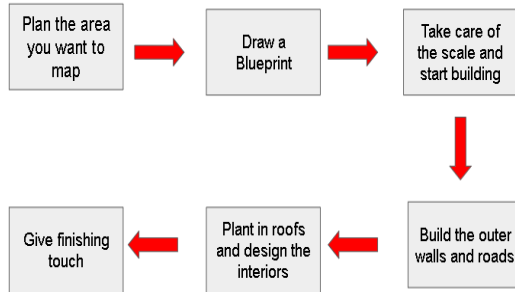 Plan the area
you want to
map
Draw a
Blueprint
Take care of
the scale and
start building
Build the outer
walls and roads
Plant in roofs
and design the
interiors
Give finishing
touch